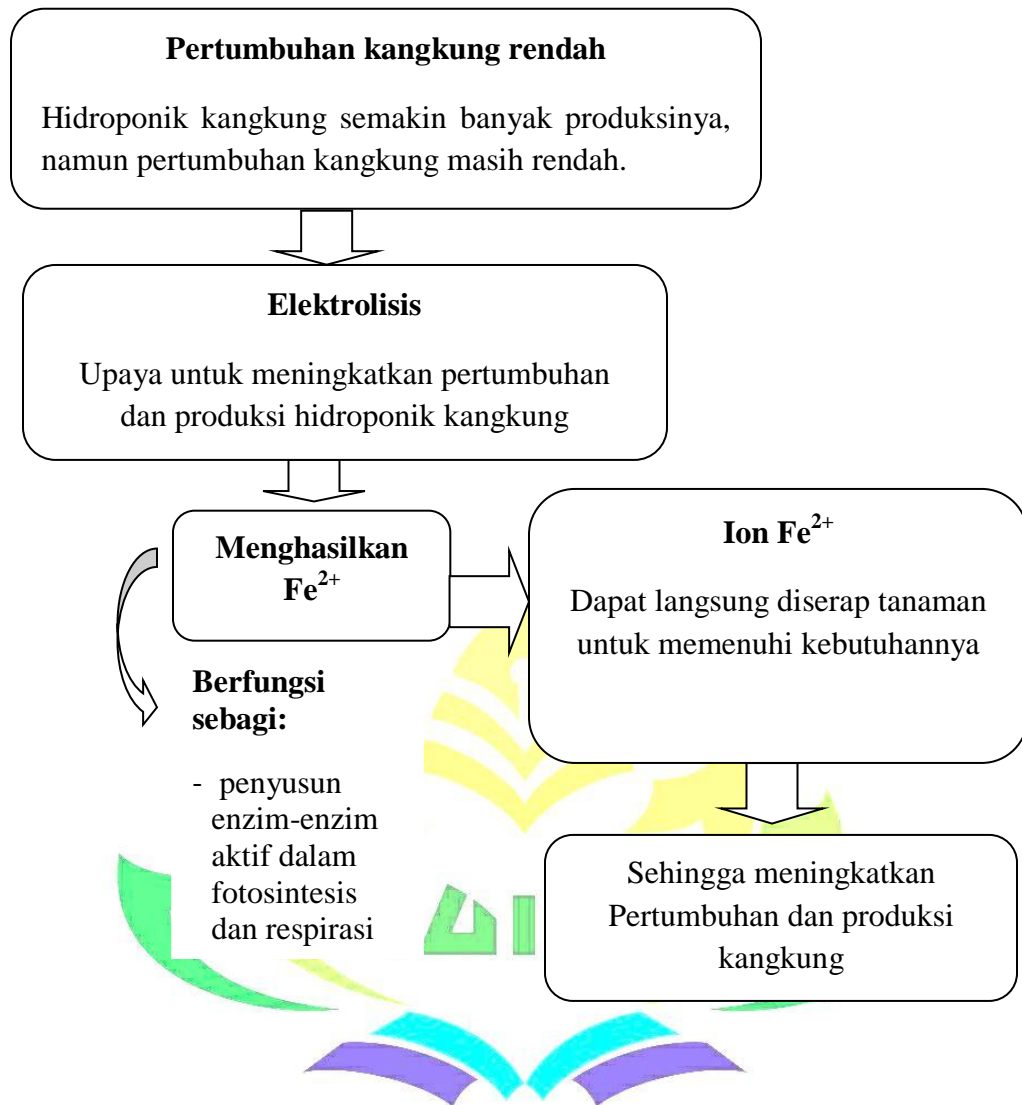 Pertumbuhan kangkung rendah
Hidroponik kangkung semakin banyak produksinya,
namun pertumbuhan kangkung masih rendah.
Elektrolisis
Upaya untuk meningkatkan pertumbuhan
dan produksi hidroponik kangkung
Menghasilkan
Fe²⁺
Berfungsi
sebagi:
- penyusun
enzim-enzim
aktif dalam
fotosintesis
dan respirasi
Ion Fe²⁺
Dapat langsung diserap tanaman
untuk memenuhi kebutuhannya
Sehingga meningkatkan
Pertumbuhan dan produksi
kangkung